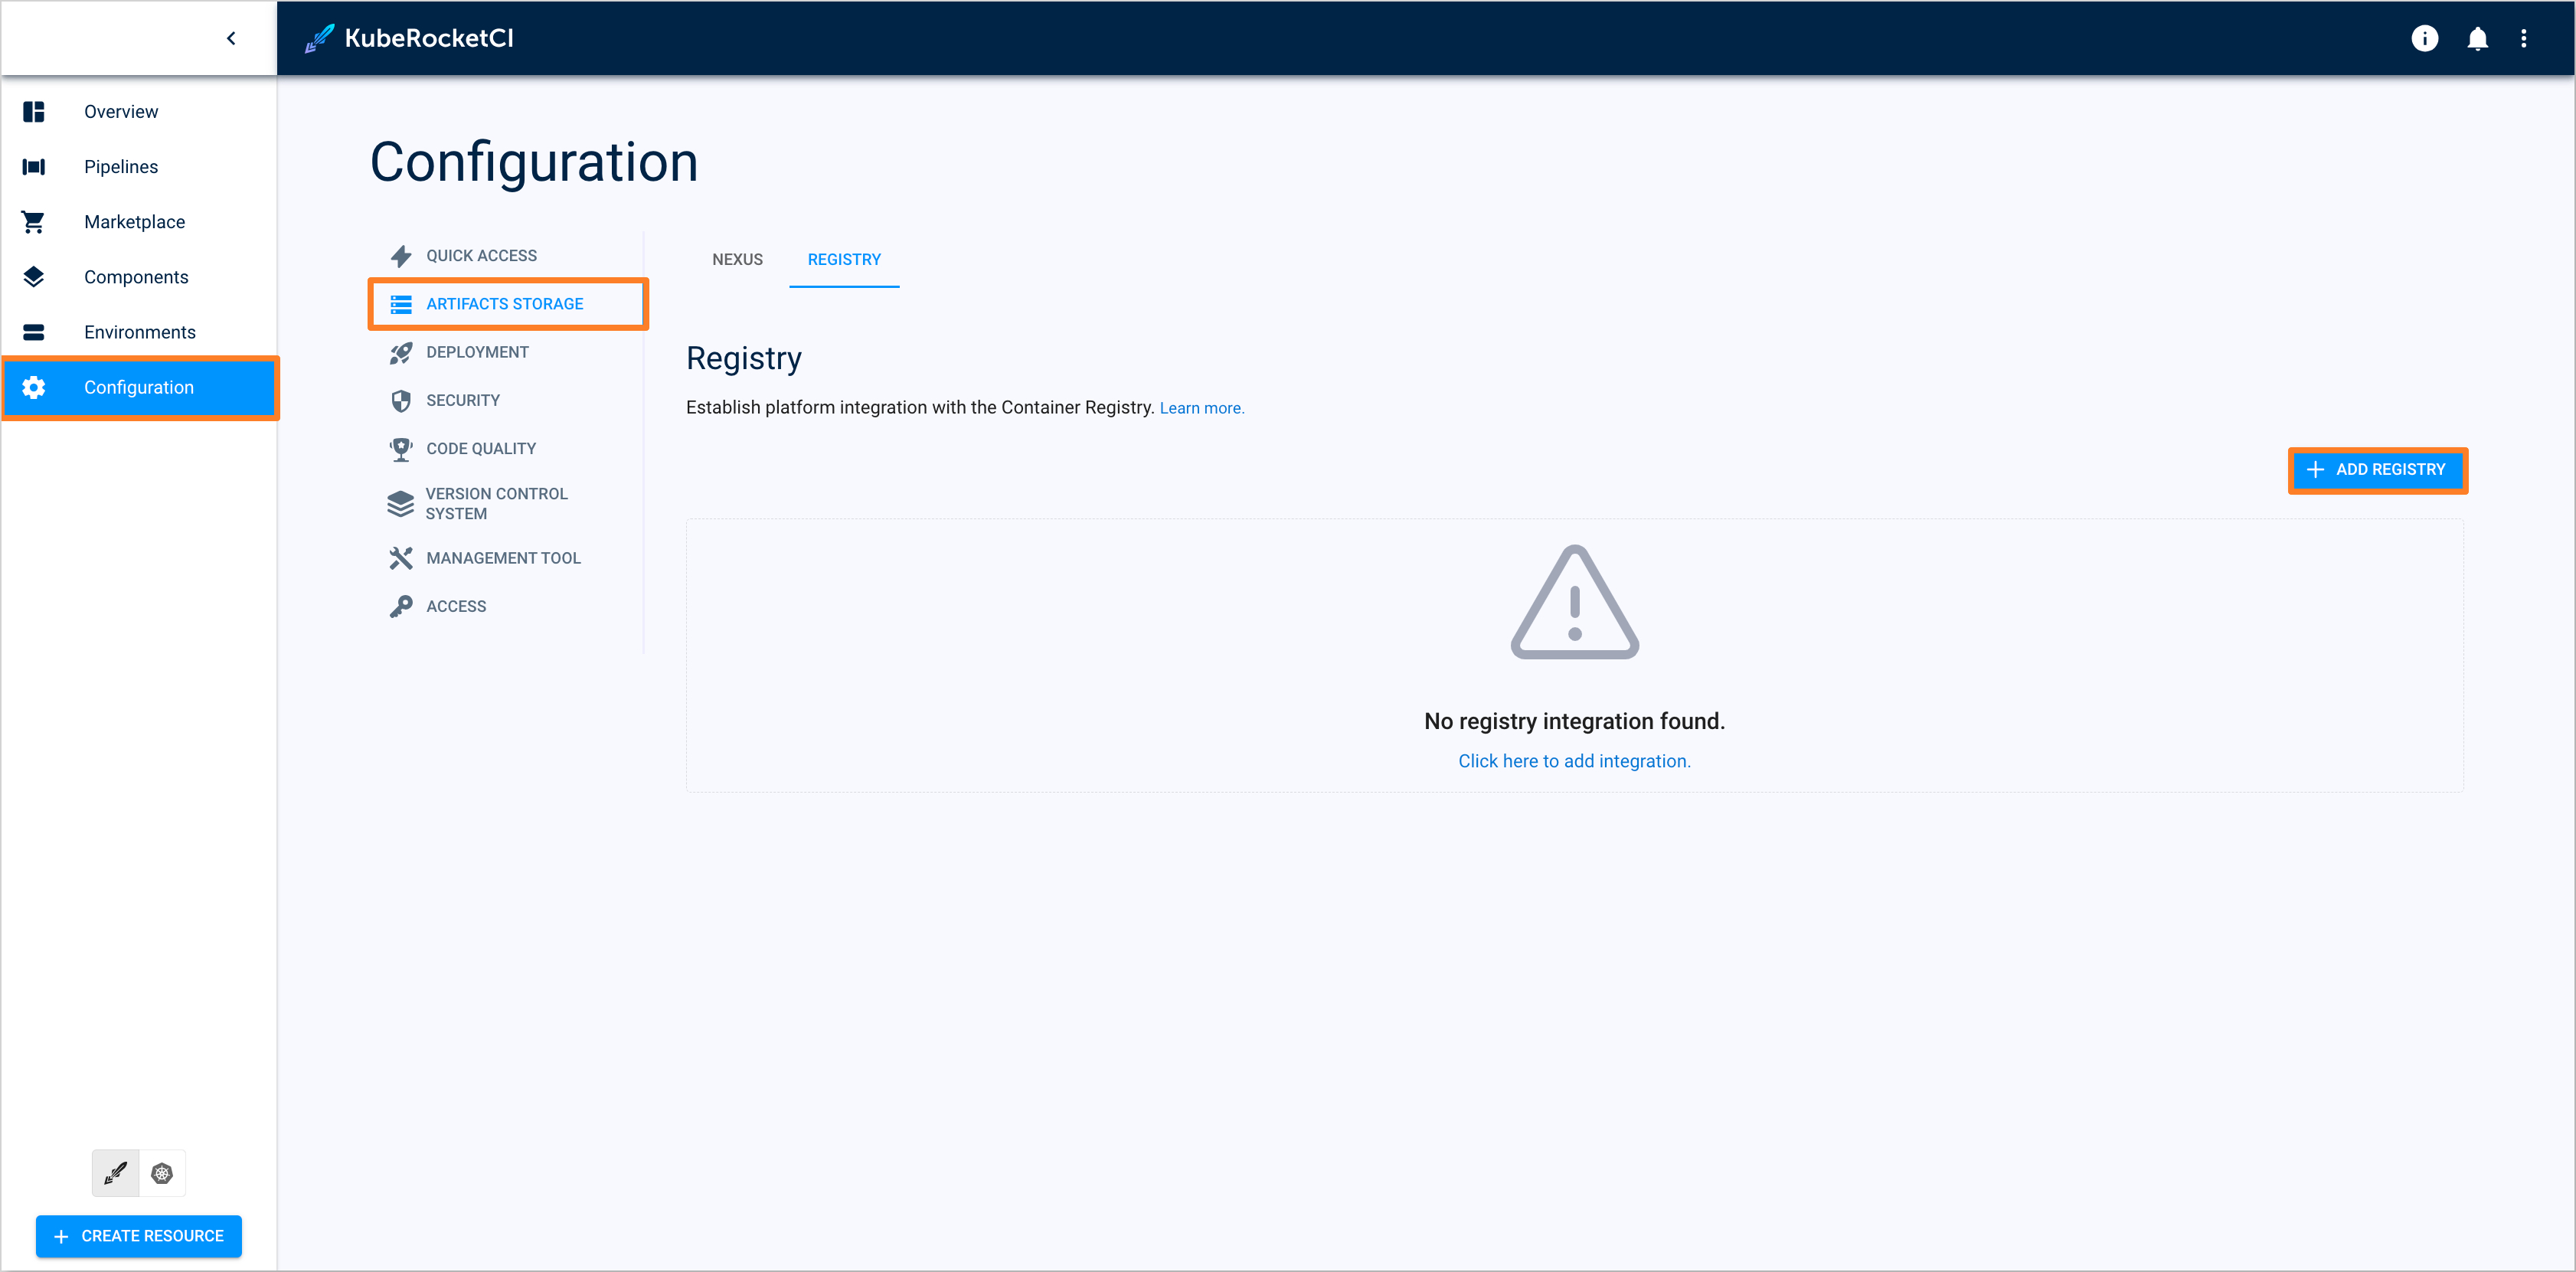 KubeRocketCI
Overview
Pipelines
Marketplace
Components
Environments
Configuration
CREATE RESOURCE
Configuration
QUICK ACCESS
ARTIFACTS STORAGE
DEPLOYMENT
SECURITY
CODE QUALITY
VERSION CONTROL
SYSTEM
MANAGEMENT TOOL
ACCESS
NEXUS
REGISTRY
Registry
Establish platform integration with the Container Registry. Learn more.
ADD REGISTRY
No registry integration found.
Click here to add integration.